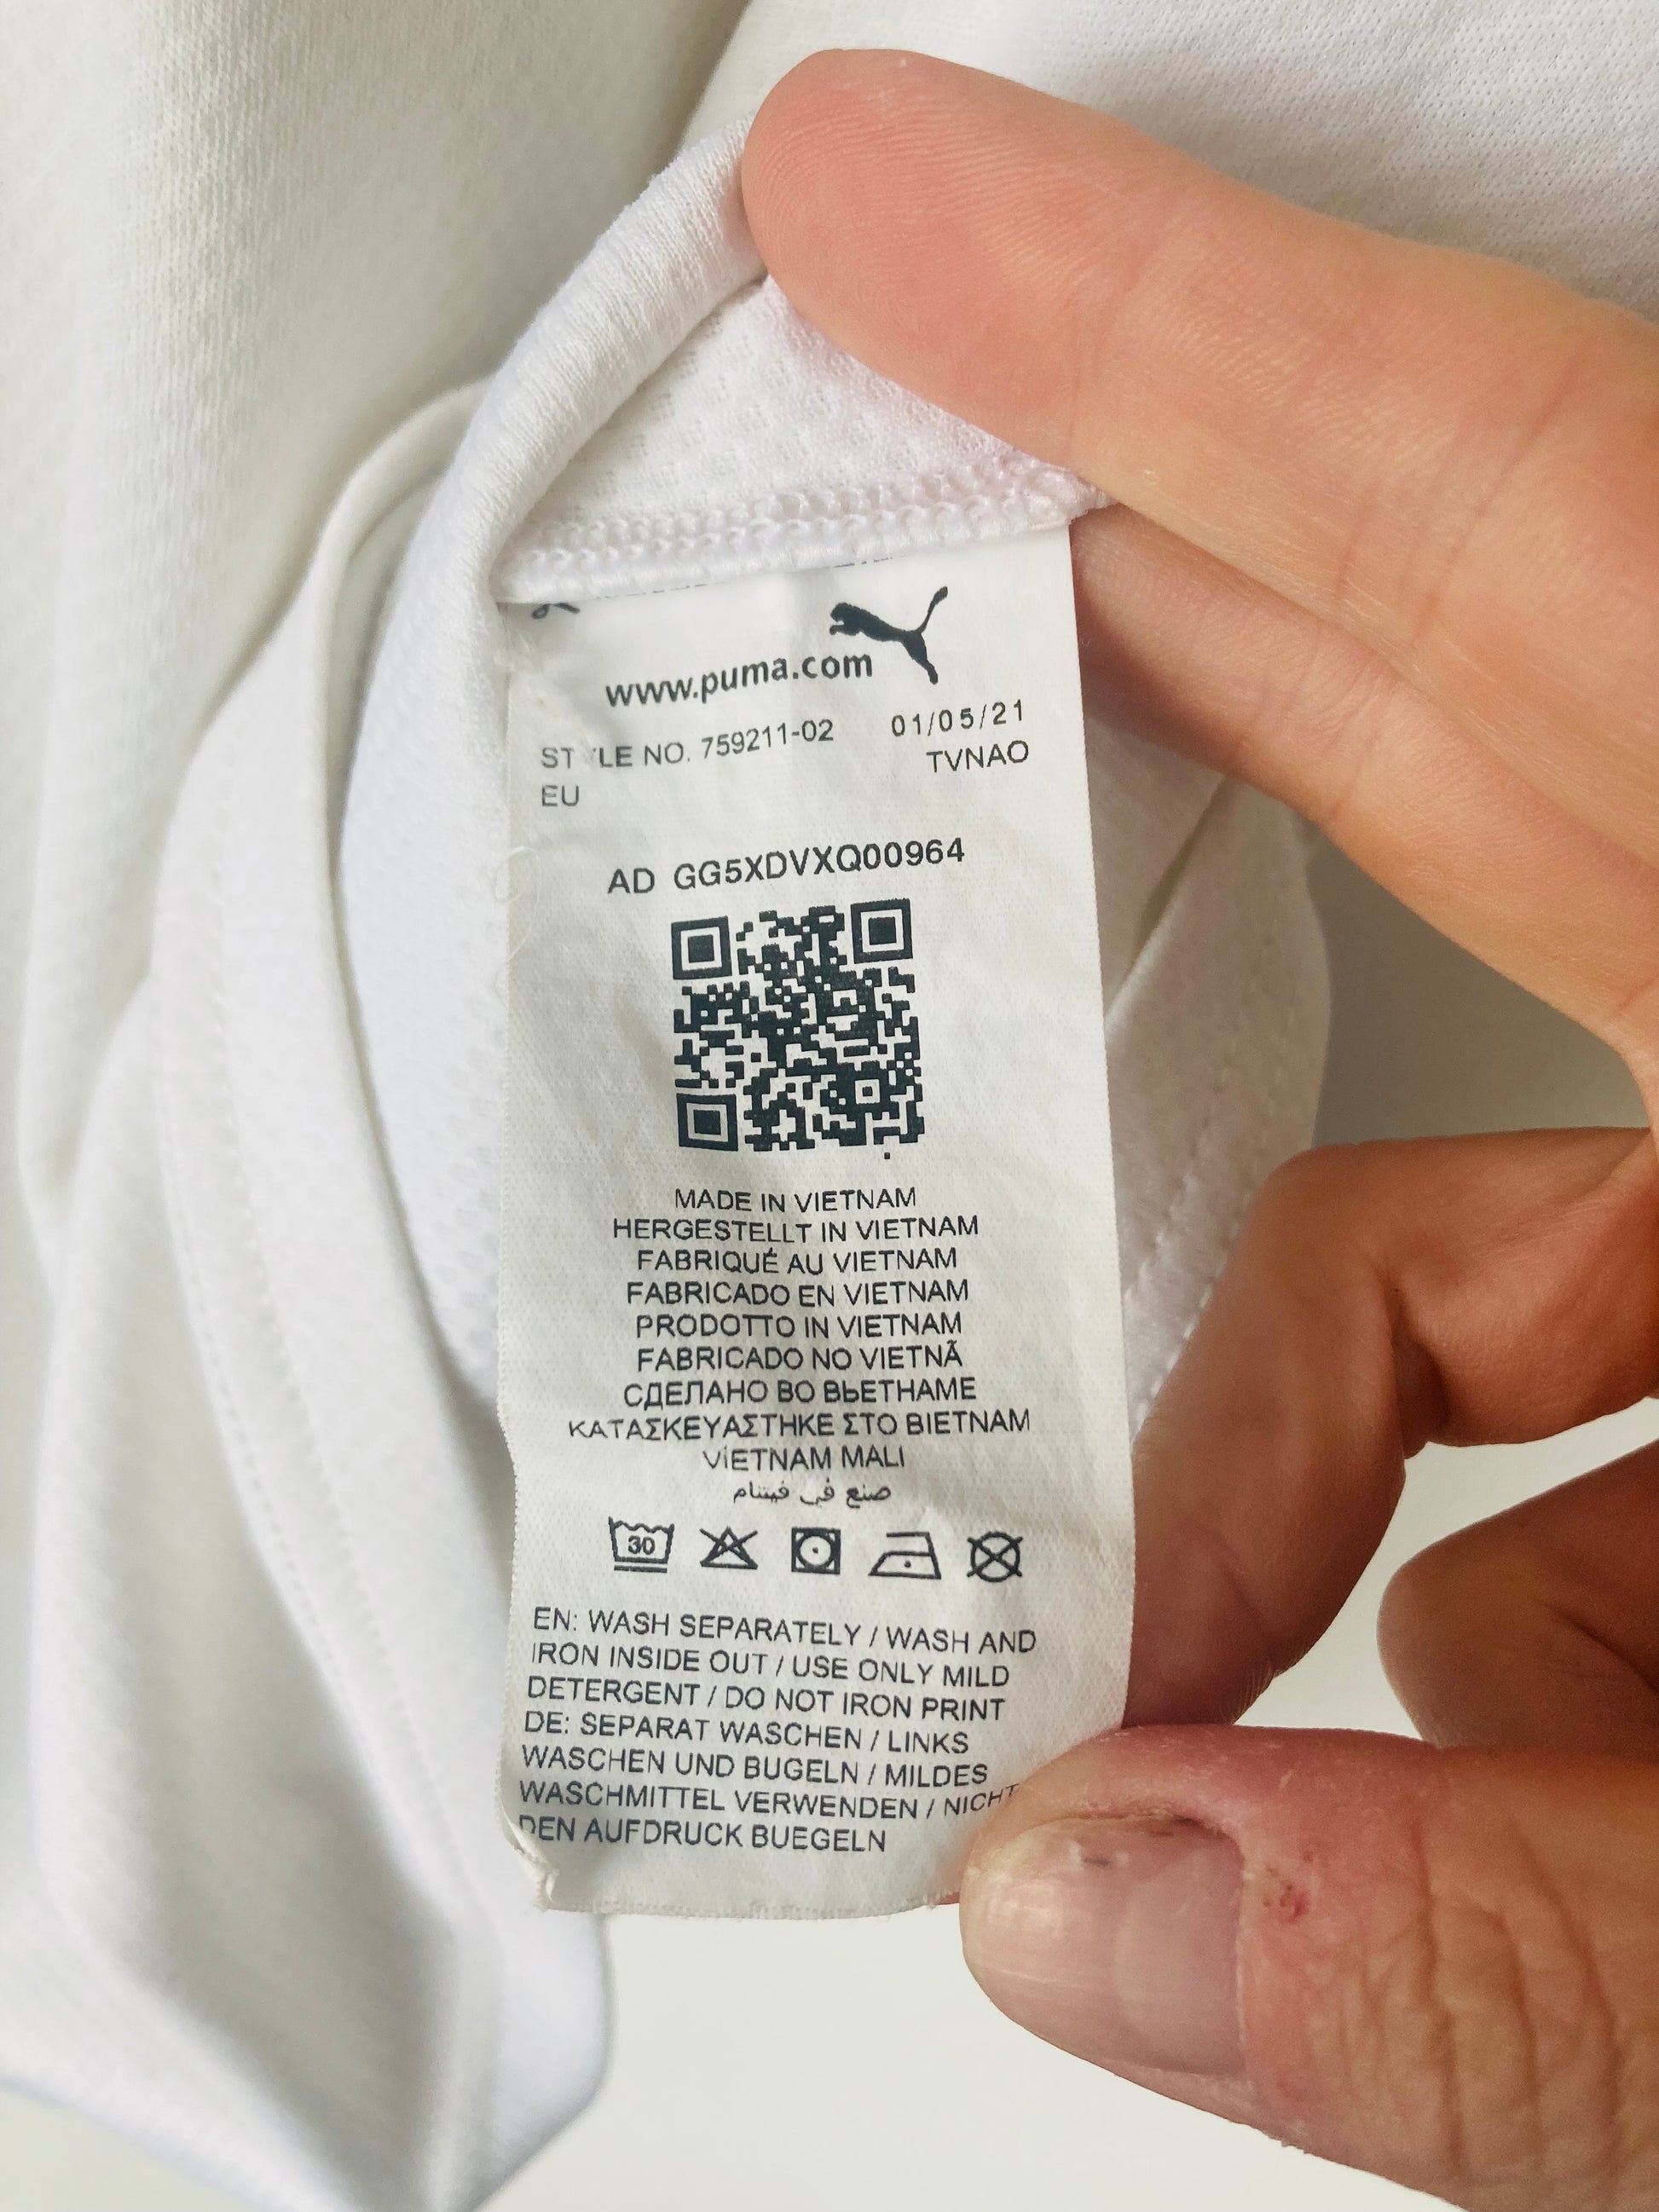 www.puma.com
STYLE NO. 759211-02 01/05/21
EU TVNAO
AD GG5XDVXQ00964
MADE IN VIETNAM
HERGESTELLT IN VIETNAM
FABRIQUÉ AU VIETNAM
FABRICADO EN VIETNAM
PRODOTTO IN VIETNAM
FABRICADO NO VIETNÃ
СДЕЛАНО ВО ВЬЕТНАМЕ
ΚΑΤΑΣΚΕΥΑΣΤΗΚΕ ΣΤΟ ΒΙΕΤΝΑΜ
VİETNAM MALI
صنع في فيتنام
30
EN: WASH SEPARATELY / WASH AND
IRON INSIDE OUT / USE ONLY MILD
DETERGENT / DO NOT IRON PRINT
DE: SEPARAT WASCHEN / LINKS
WASCHEN UND BUGELN / MILDES
WASCHMITTEL VERWENDEN / NICHT
DEN AUFDRUCK BUEGELN